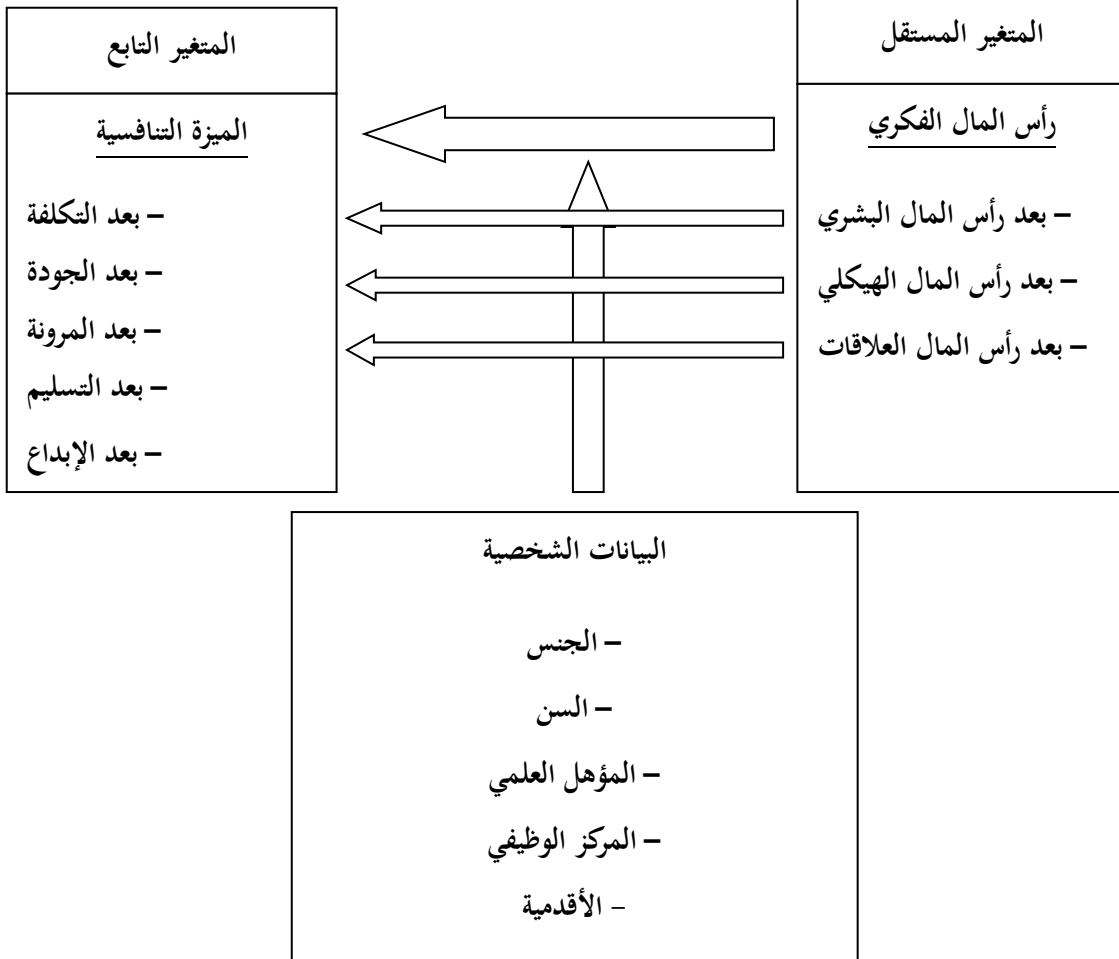 المتغير المستقل
رأس المال الفكري
– بعد رأس المال البشري
– بعد رأس المال الهيكلي
– بعد رأس المال العلاقات
المتغير التابع
الميزة التنافسية
– بعد التكلفة
– بعد الجودة
– بعد المرونة
– بعد التسليم
– بعد الإبداع
البيانات الشخصية
– الجنس
– السن
– المؤهل العلمي
– المركز الوظيفي
– الأقدمية